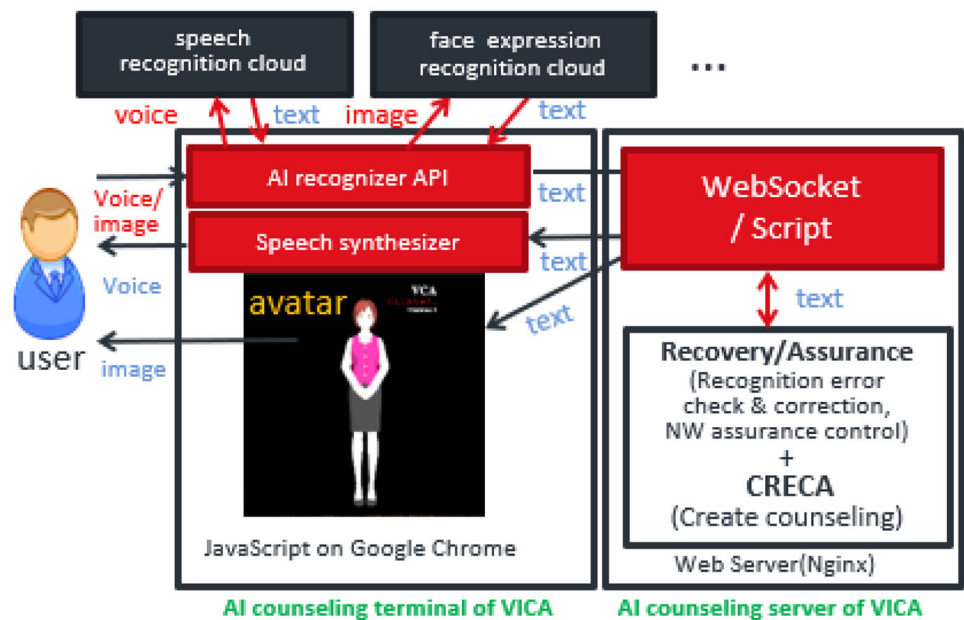 speech
recognition cloud
face expression
recognition cloud
...
voice
text
image
text
AI recognizer API
text
WebSocket
/ Script
Voice/
image
Speech synthesizer
text
Voice
avatar
VCA
text
text
user
image
Recovery/Assurance
(Recognition error
check & correction,
NW assurance control)
+
CRECA
(Create counseling)
JavaScript on Google Chrome
Web Server(Nginx)
AI counseling terminal of VICA
AI counseling server of VICA